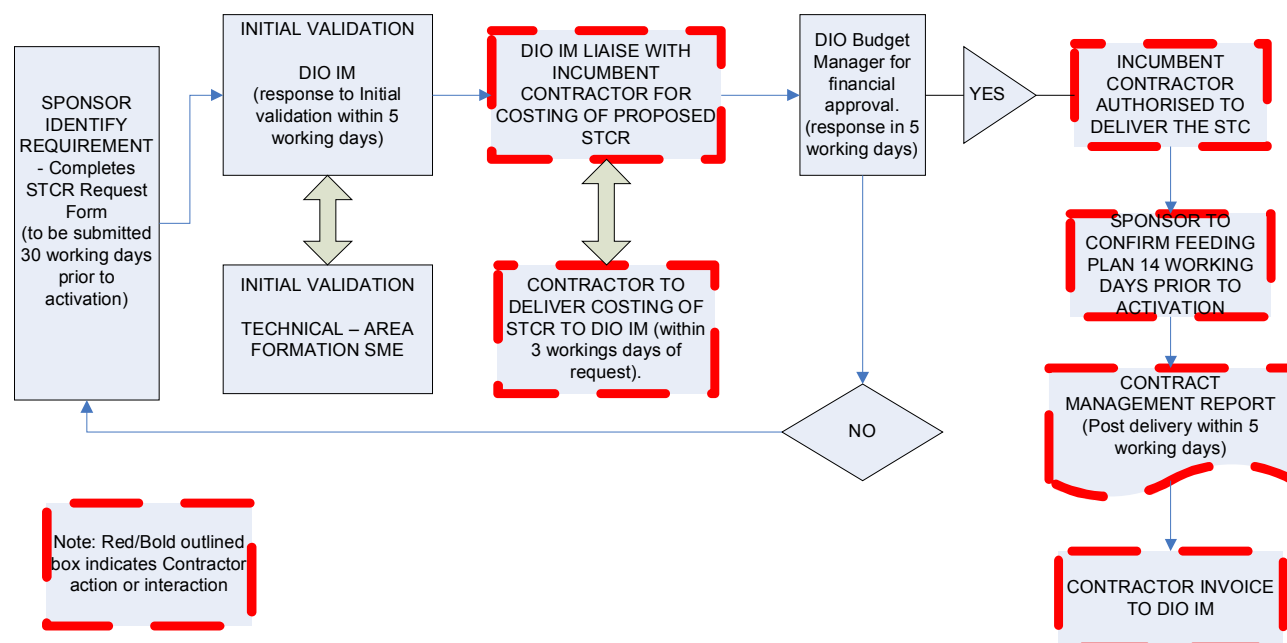 SPONSOR
IDENTIFY
REQUIREMENT
- Completes
STCR Request
Form
(to be submitted
30 working days
prior to
activation)
INITIAL VALIDATION
DIO IM
(response to Initial
validation within 5
working days)
INITIAL VALIDATION
TECHNICAL – AREA
FORMATION SME
DIO IM LIAISE WITH
INCUMBENT
CONTRACTOR FOR
COSTING OF PROPOSED
STCR
CONTRACTOR TO
DELIVER COSTING OF
STCR TO DIO IM (within
3 workings days of
request).
DIO Budget
Manager for
financial
approval.
(response in 5
working days)
YES
NO
INCUMBENT
CONTRACTOR
AUTHORISED TO
DELIVER THE STC
SPONSOR TO
CONFIRM FEEDING
PLAN 14 WORKING
DAYS PRIOR TO
ACTIVATION
CONTRACT
MANAGEMENT REPORT
(Post delivery within 5
working days)
CONTRACTOR INVOICE
TO DIO IM
Note: Red/Bold outlined
box indicates Contractor
action or interaction